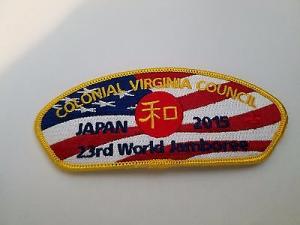 COLONIAL VIRGINIA COUNCIL
JAPAN 和 2015
23rd World Jamboree